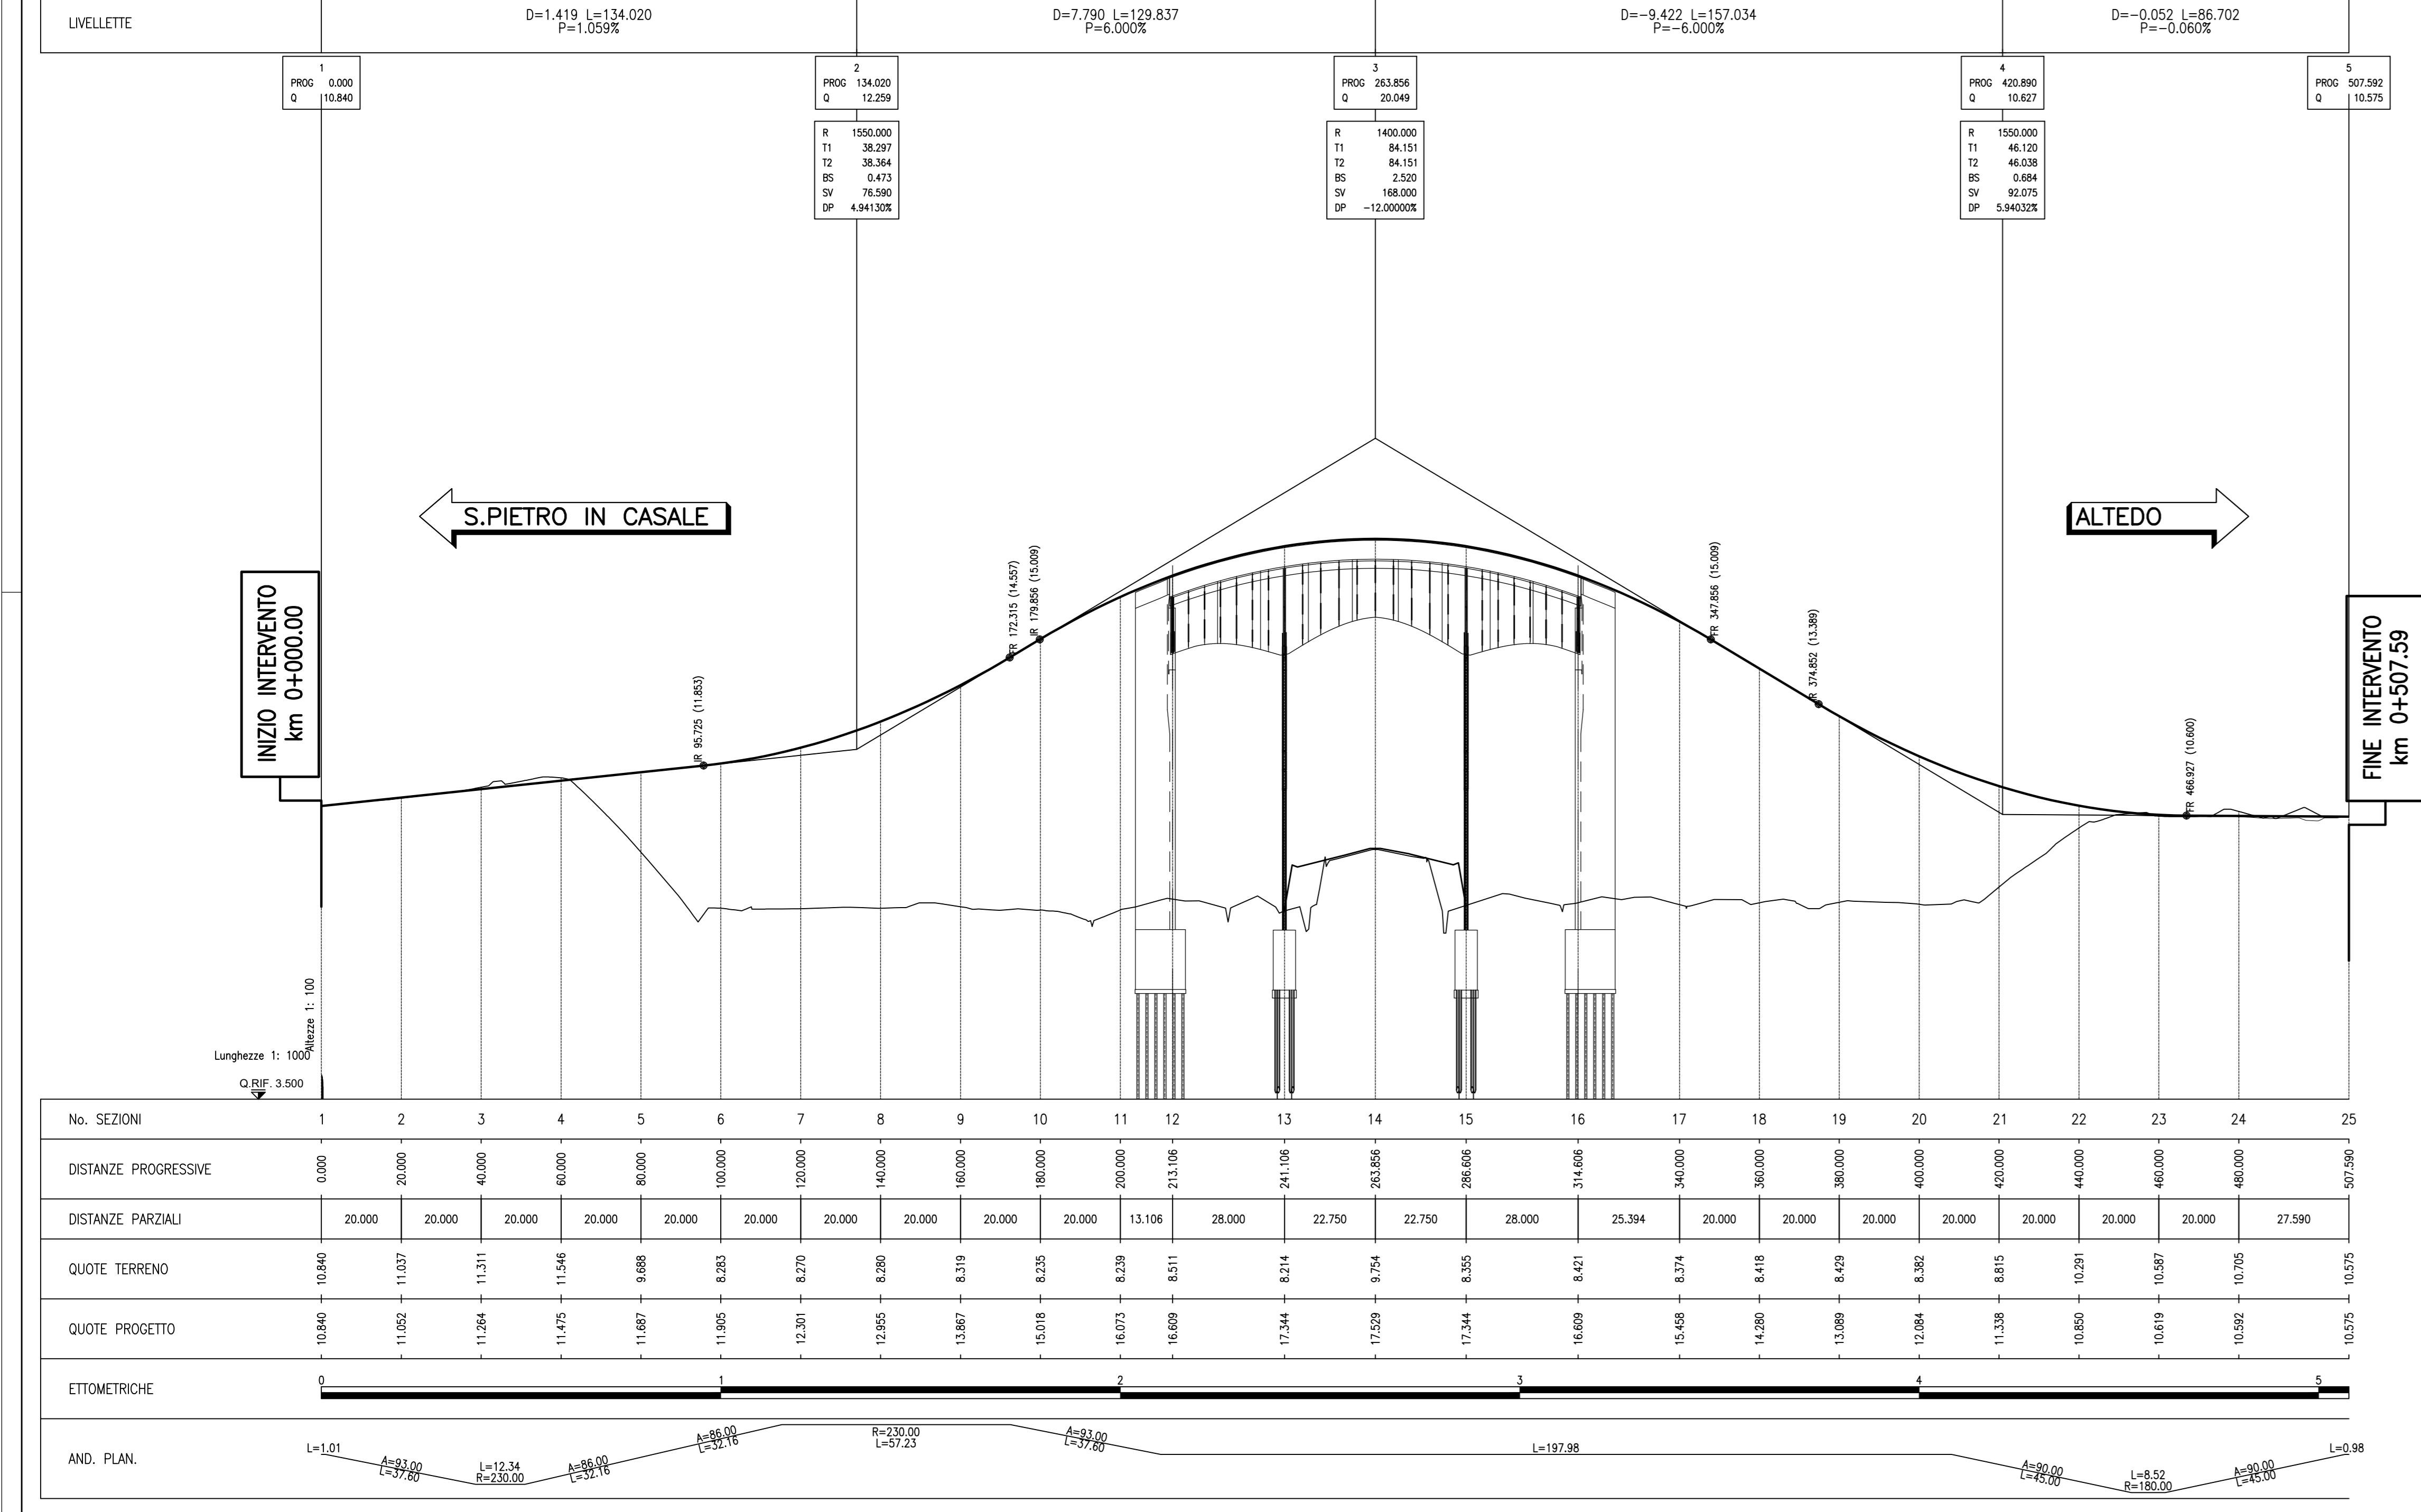 LIVELLETTE
D=1.419 L=134.020
P=1.059%
D=7.790 L=129.837
P=6.000%
D=−9.422 L=157.034
P=−6.000%
D=−0.052 L=86.702
P=−0.060%
1
PROG 0.000
Q 10.840
2
PROG 134.020
Q 12.259
R 1550.000
T1 38.297
T2 38.364
BS 0.473
SV 76.590
DP 4.94130%
3
PROG 263.856
Q 20.049
R 1400.000
T1 84.151
T2 84.151
BS 2.520
SV 168.000
DP −12.00000%
4
PROG 420.890
Q 10.627
R 1550.000
T1 46.120
T2 46.038
BS 0.684
SV 92.075
DP 5.94032%
5
PROG 507.592
Q 10.575
S.PIETRO IN CASALE
ALTEDO
INIZIO INTERVENTO
km 0+000.00
IR 95.725 (11.853)
FR 172.315 (14.557)
IR 179.856 (15.009)
FR 347.856 (15.009)
IR 374.852 (13.389)
FR 466.927 (10.600)
FINE INTERVENTO
km 0+507.59
Altezze 1: 100
Lunghezze 1: 1000
Q.RIF. 3.500
No. SEZIONI 1 2 3 4 5 6 7 8 9 10 11 12 13 14 15 16 17 18 19 20 21 22 23 24 25
DISTANZE PROGRESSIVE 0.000 20.000 40.000 60.000 80.000 100.000 120.000 140.000 160.000 180.000 200.000 213.106 241.106 263.856 286.606 314.606 340.000 360.000 380.000 400.000 420.000 440.000 460.000 480.000 507.590
DISTANZE PARZIALI 20.000 20.000 20.000 20.000 20.000 20.000 20.000 20.000 20.000 20.000 13.106 28.000 22.750 22.750 28.000 25.394 20.000 20.000 20.000 20.000 20.000 20.000 20.000 27.590
QUOTE TERRENO 10.840 11.037 11.311 11.546 9.688 8.283 8.270 8.280 8.319 8.235 8.239 8.511 8.214 9.754 8.355 8.421 8.374 8.418 8.429 8.382 8.815 10.291 10.587 10.705 10.575
QUOTE PROGETTO 10.840 11.052 11.264 11.475 11.687 11.905 12.301 12.955 13.867 15.018 16.073 16.609 17.344 17.529 17.344 16.609 15.458 14.280 13.089 12.084 11.338 10.850 10.619 10.592 10.575
ETTOMETRICHE 0 1 2 3 4 5
AND. PLAN.
L=1.01
A=93.00
L=37.60
L=12.34
R=230.00
A=86.00
L=32.16
A=86.00
L=32.16
R=230.00
L=57.23
A=93.00
L=37.60
L=197.98
A=90.00
L=45.00
L=8.52
R=180.00
A=90.00
L=45.00
L=0.98